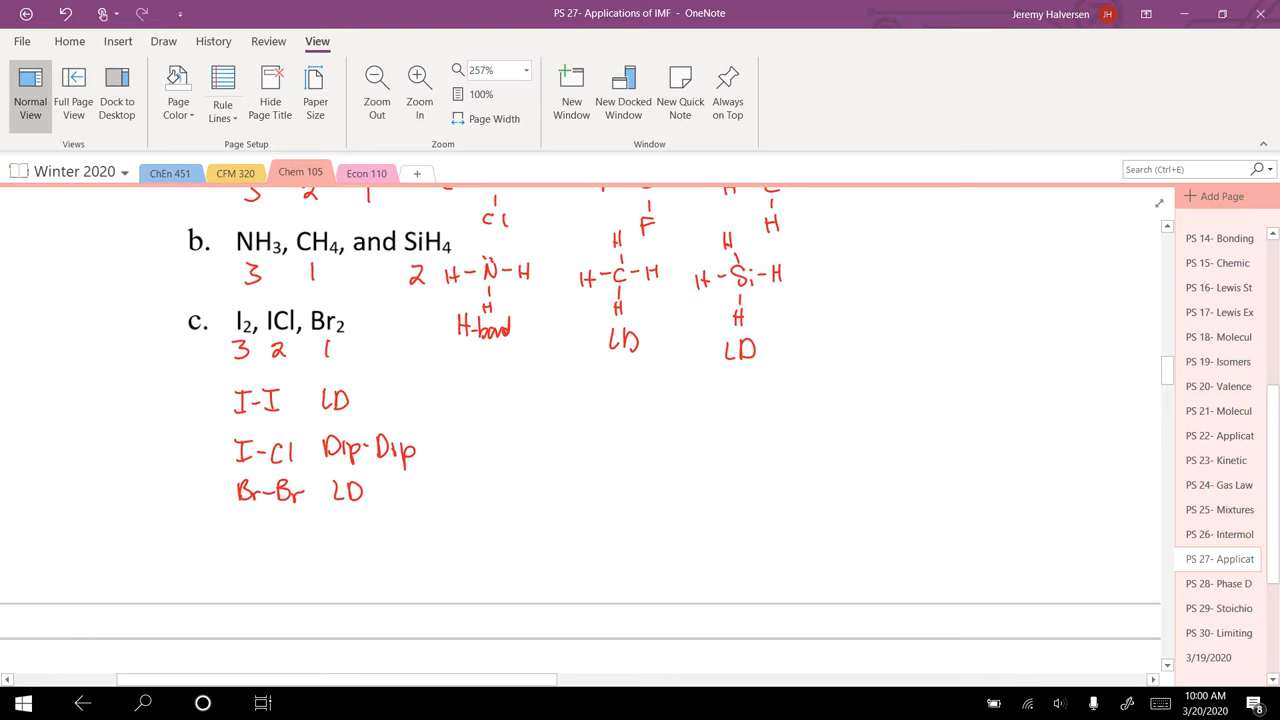 PS 27- Applications of IMF - OneNote
Jeremy Halversen JH
File Home Insert Draw History Review View
Normal View
Full Page View
Dock to Desktop
Views
Page Color
Rule Lines
Hide Page Title
Paper Size
Page Setup
Zoom Out
Zoom In
257%
100%
Page Width
Zoom
New Window
New Docked Window
New Quick Note
Always on Top
Window
Winter 2020 ChEn 451 CFM 320 Chem 105 Econ 110 +
Search (Ctrl+E)
Add Page
PS 14- Bonding
PS 15- Chemic
PS 16- Lewis St
PS 17- Lewis Ex
PS 18- Molecul
PS 19- Isomers
PS 20- Valence
PS 21- Molecul
PS 22- Applicat
PS 23- Kinetic
PS 24- Gas Law
PS 25- Mixtures
PS 26- Intermol
PS 27- Applicat
PS 28- Phase D
PS 29- Stoichio
PS 30- Limiting
3/19/2020
3 2 1
Cl F H
b. NH3, CH4, and SiH4
3 1 2
H-N-H
H
H-bond
H
H-C-H
H
LD
H
H-Si-H
H
LD
c. I2, ICl, Br2
3 2 1
I-I LD
I-Cl Dip-Dip
Br-Br LD
10:00 AM
3/20/2020
8